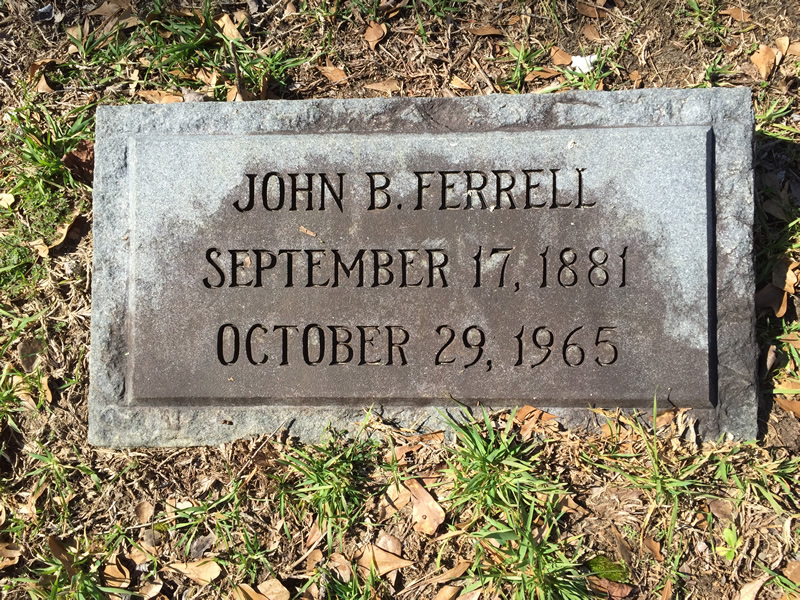 JOHN B. FERRELL
SEPTEMBER 17, 1881
OCTOBER 29, 1965